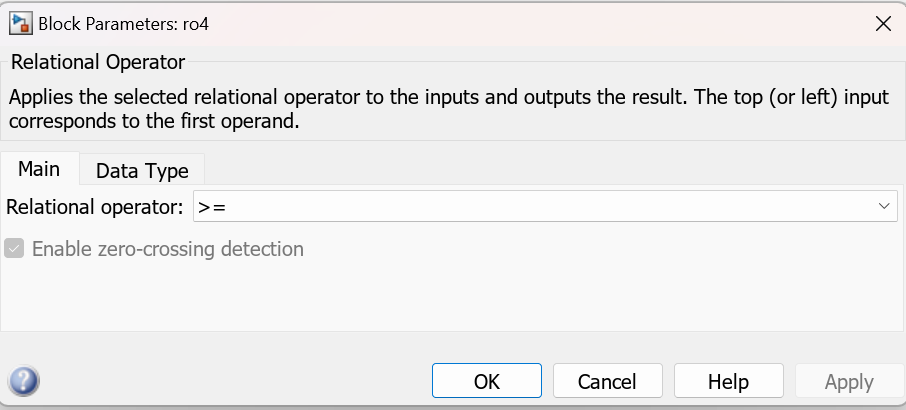 Block Parameters: ro4
Relational Operator
Applies the selected relational operator to the inputs and outputs the result. The top (or left) input
corresponds to the first operand.
Main
Data Type
Relational operator: >=
Enable zero-crossing detection
?
OK
Cancel
Help
Apply